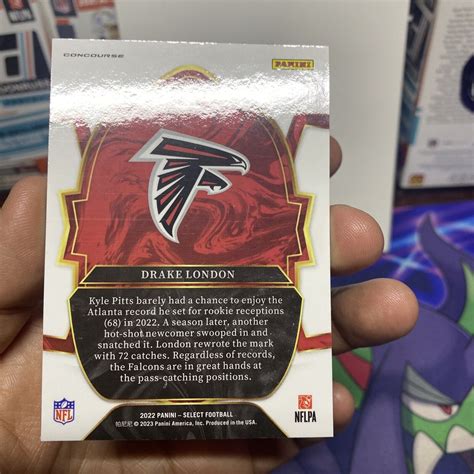 CONCOURSE
PANINI
DRAKE LONDON
Kyle Pitts barely had a chance to enjoy the
Atlanta record he set for rookie receptions
(68) in 2022. A season later, another
hot-shot newcomer swooped in and
snatched it. London rewrote the mark
with 72 catches. Regardless of records,
the Falcons are in great hands at
the pass-catching positions.
NFL
2022 PANINI – SELECT FOOTBALL
帕尼尼 © 2023 Panini America, Inc. Produced in the USA.
NFLPA